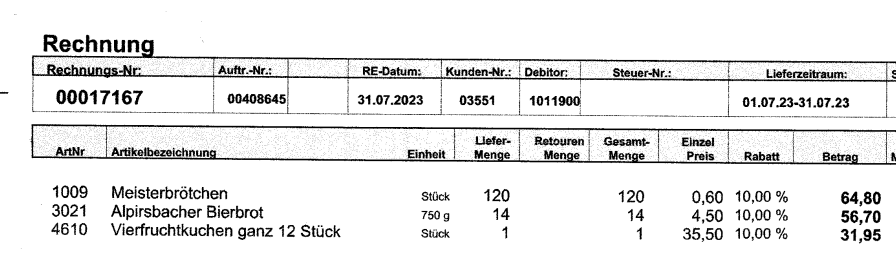 Rechnung
Rechnungs-Nr: Auftr.-Nr.: RE-Datum: Kunden-Nr.: Debitor: Steuer-Nr.: Lieferzeitraum:
00017167 00408645 31.07.2023 03551 1011900 01.07.23-31.07.23
Liefer- Retouren Gesamt- Einzel
ArtNr Artikelbezeichnung Einheit Menge Menge Menge Preis Rabatt Betrag
1009 Meisterbrötchen Stück 120 120 0,60 10,00 % 64,80
3021 Alpirsbacher Bierbrot 750 g 14 14 4,50 10,00 % 56,70
4610 Vierfruchtkuchen ganz 12 Stück Stück 1 1 35,50 10,00 % 31,95